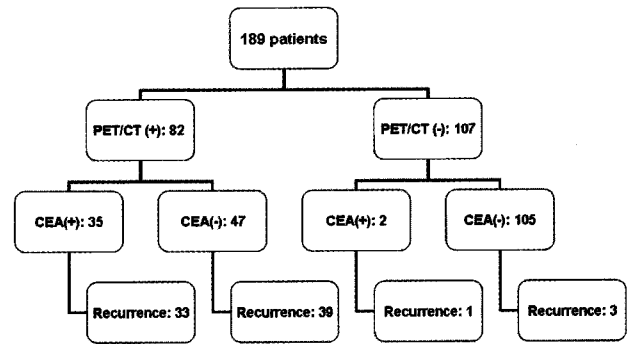 189 patients
PET/CT (+): 82
PET/CT (-): 107
CEA(+): 35
CEA(-): 47
CEA(+): 2
CEA(-): 105
Recurrence: 33
Recurrence: 39
Recurrence: 1
Recurrence: 3